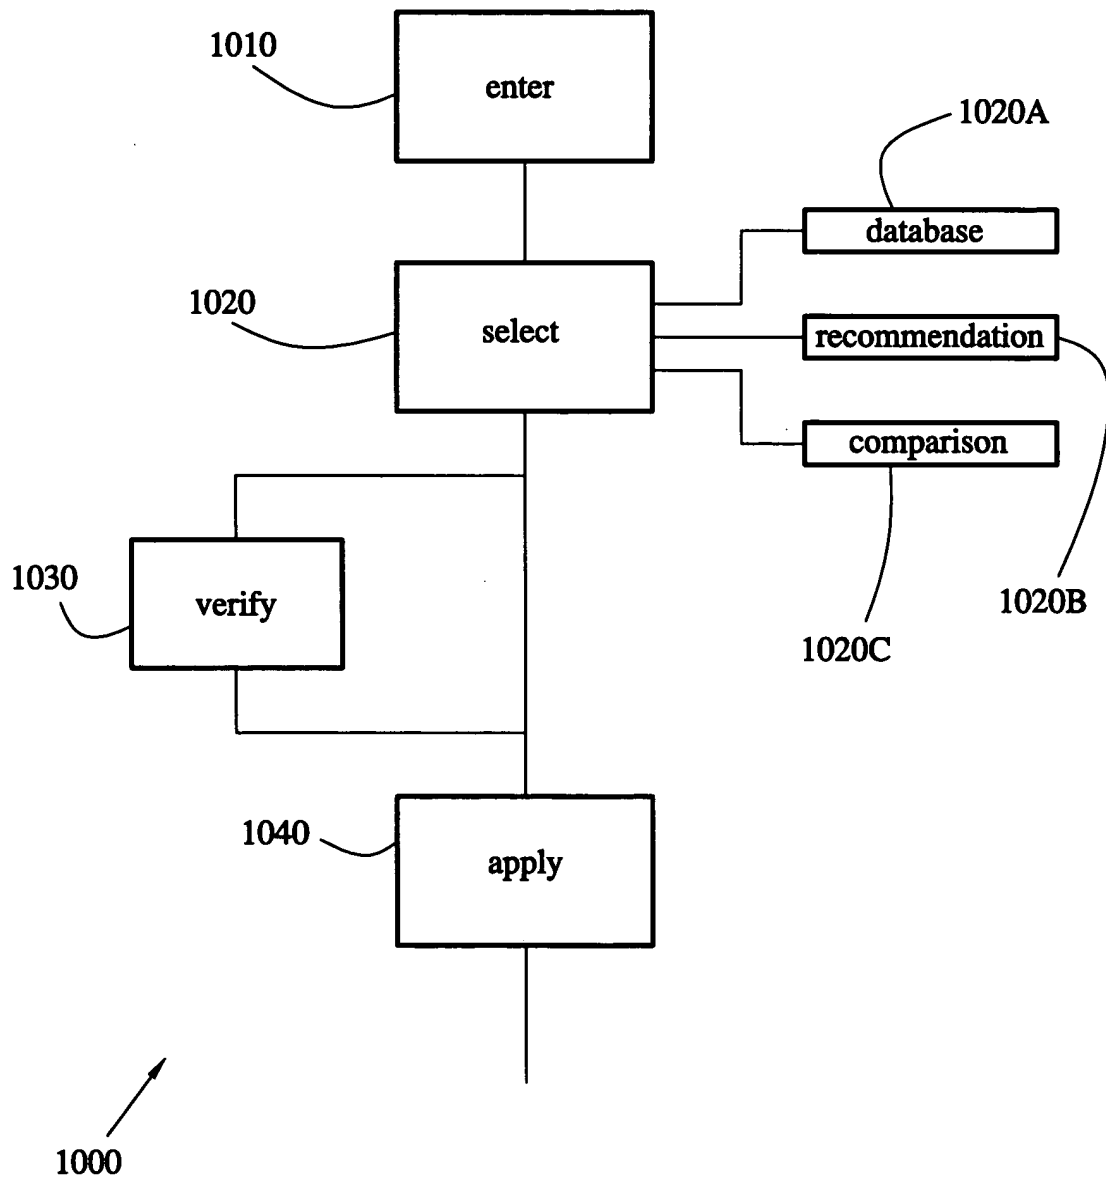 1010
enter
1020A
database
1020
select
recommendation
comparison
1030
verify
1020B
1020C
1040
apply
1000